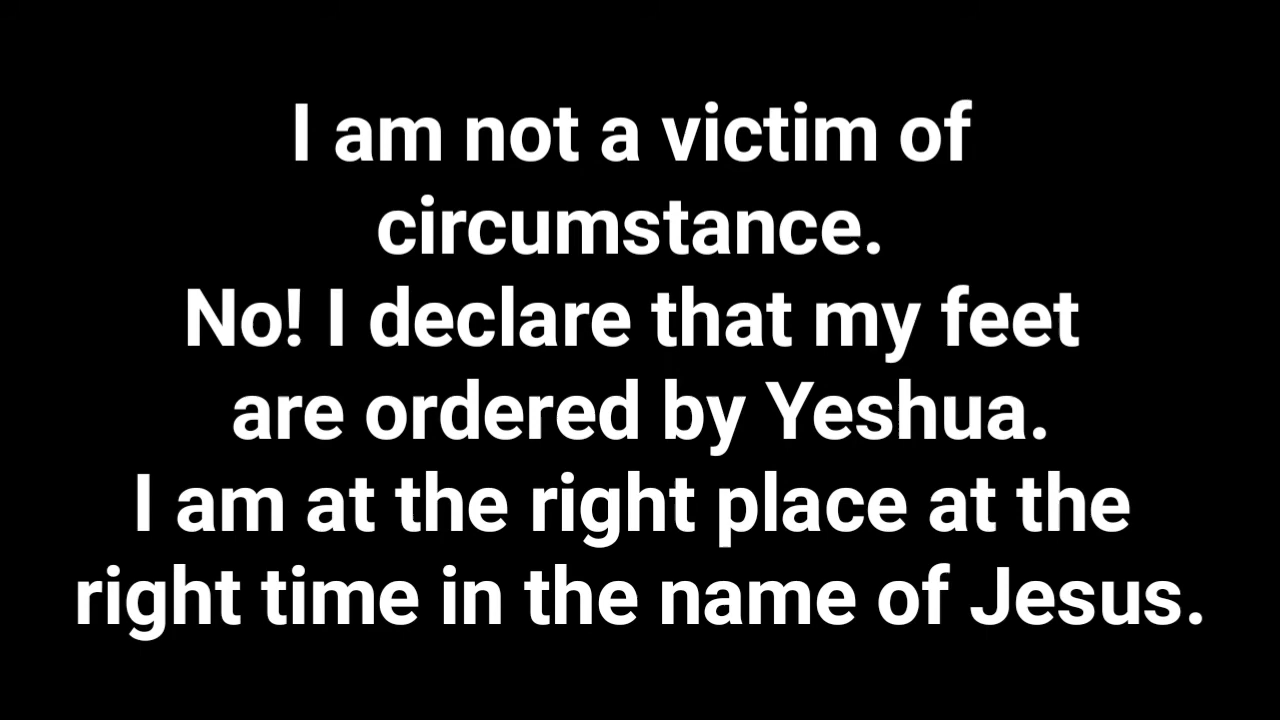 I am not a victim of
circumstance.
No! I declare that my feet
are ordered by Yeshua.
I am at the right place at the
right time in the name of Jesus.